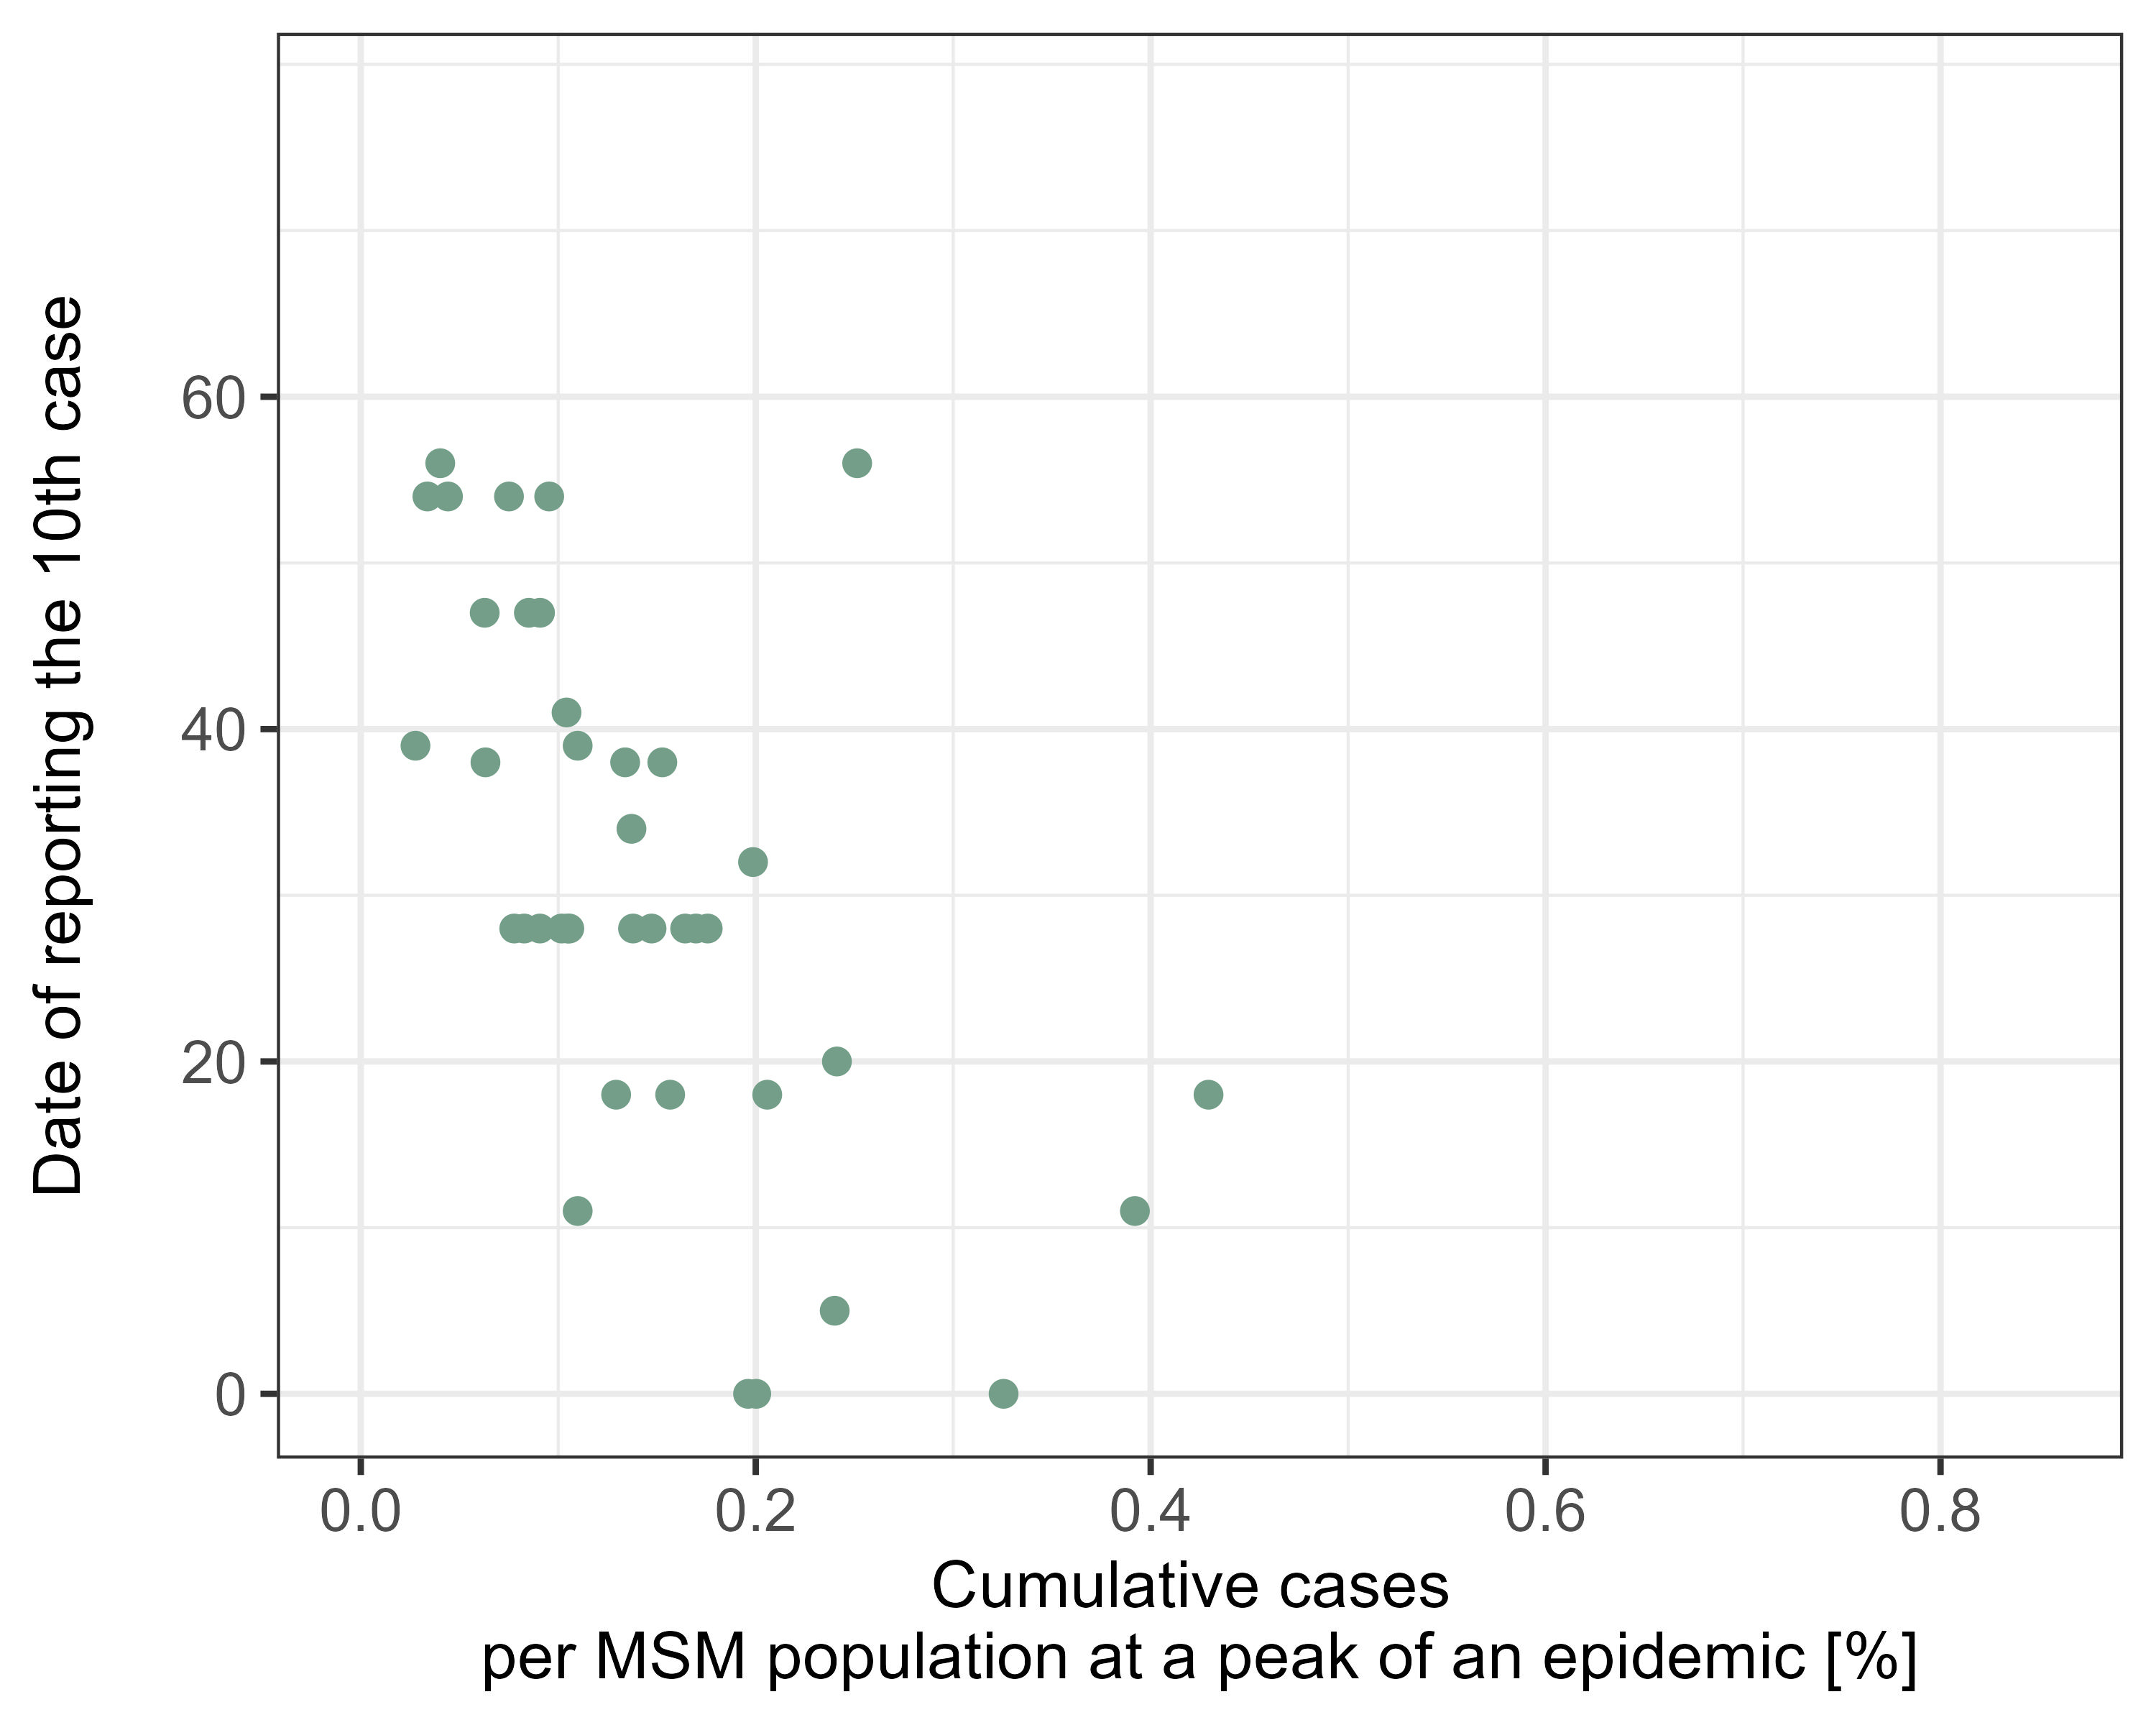 Date of reporting the 10th case
60
40
20
0
0.0 0.2 0.4 0.6 0.8
Cumulative cases
per MSM population at a peak of an epidemic [%]